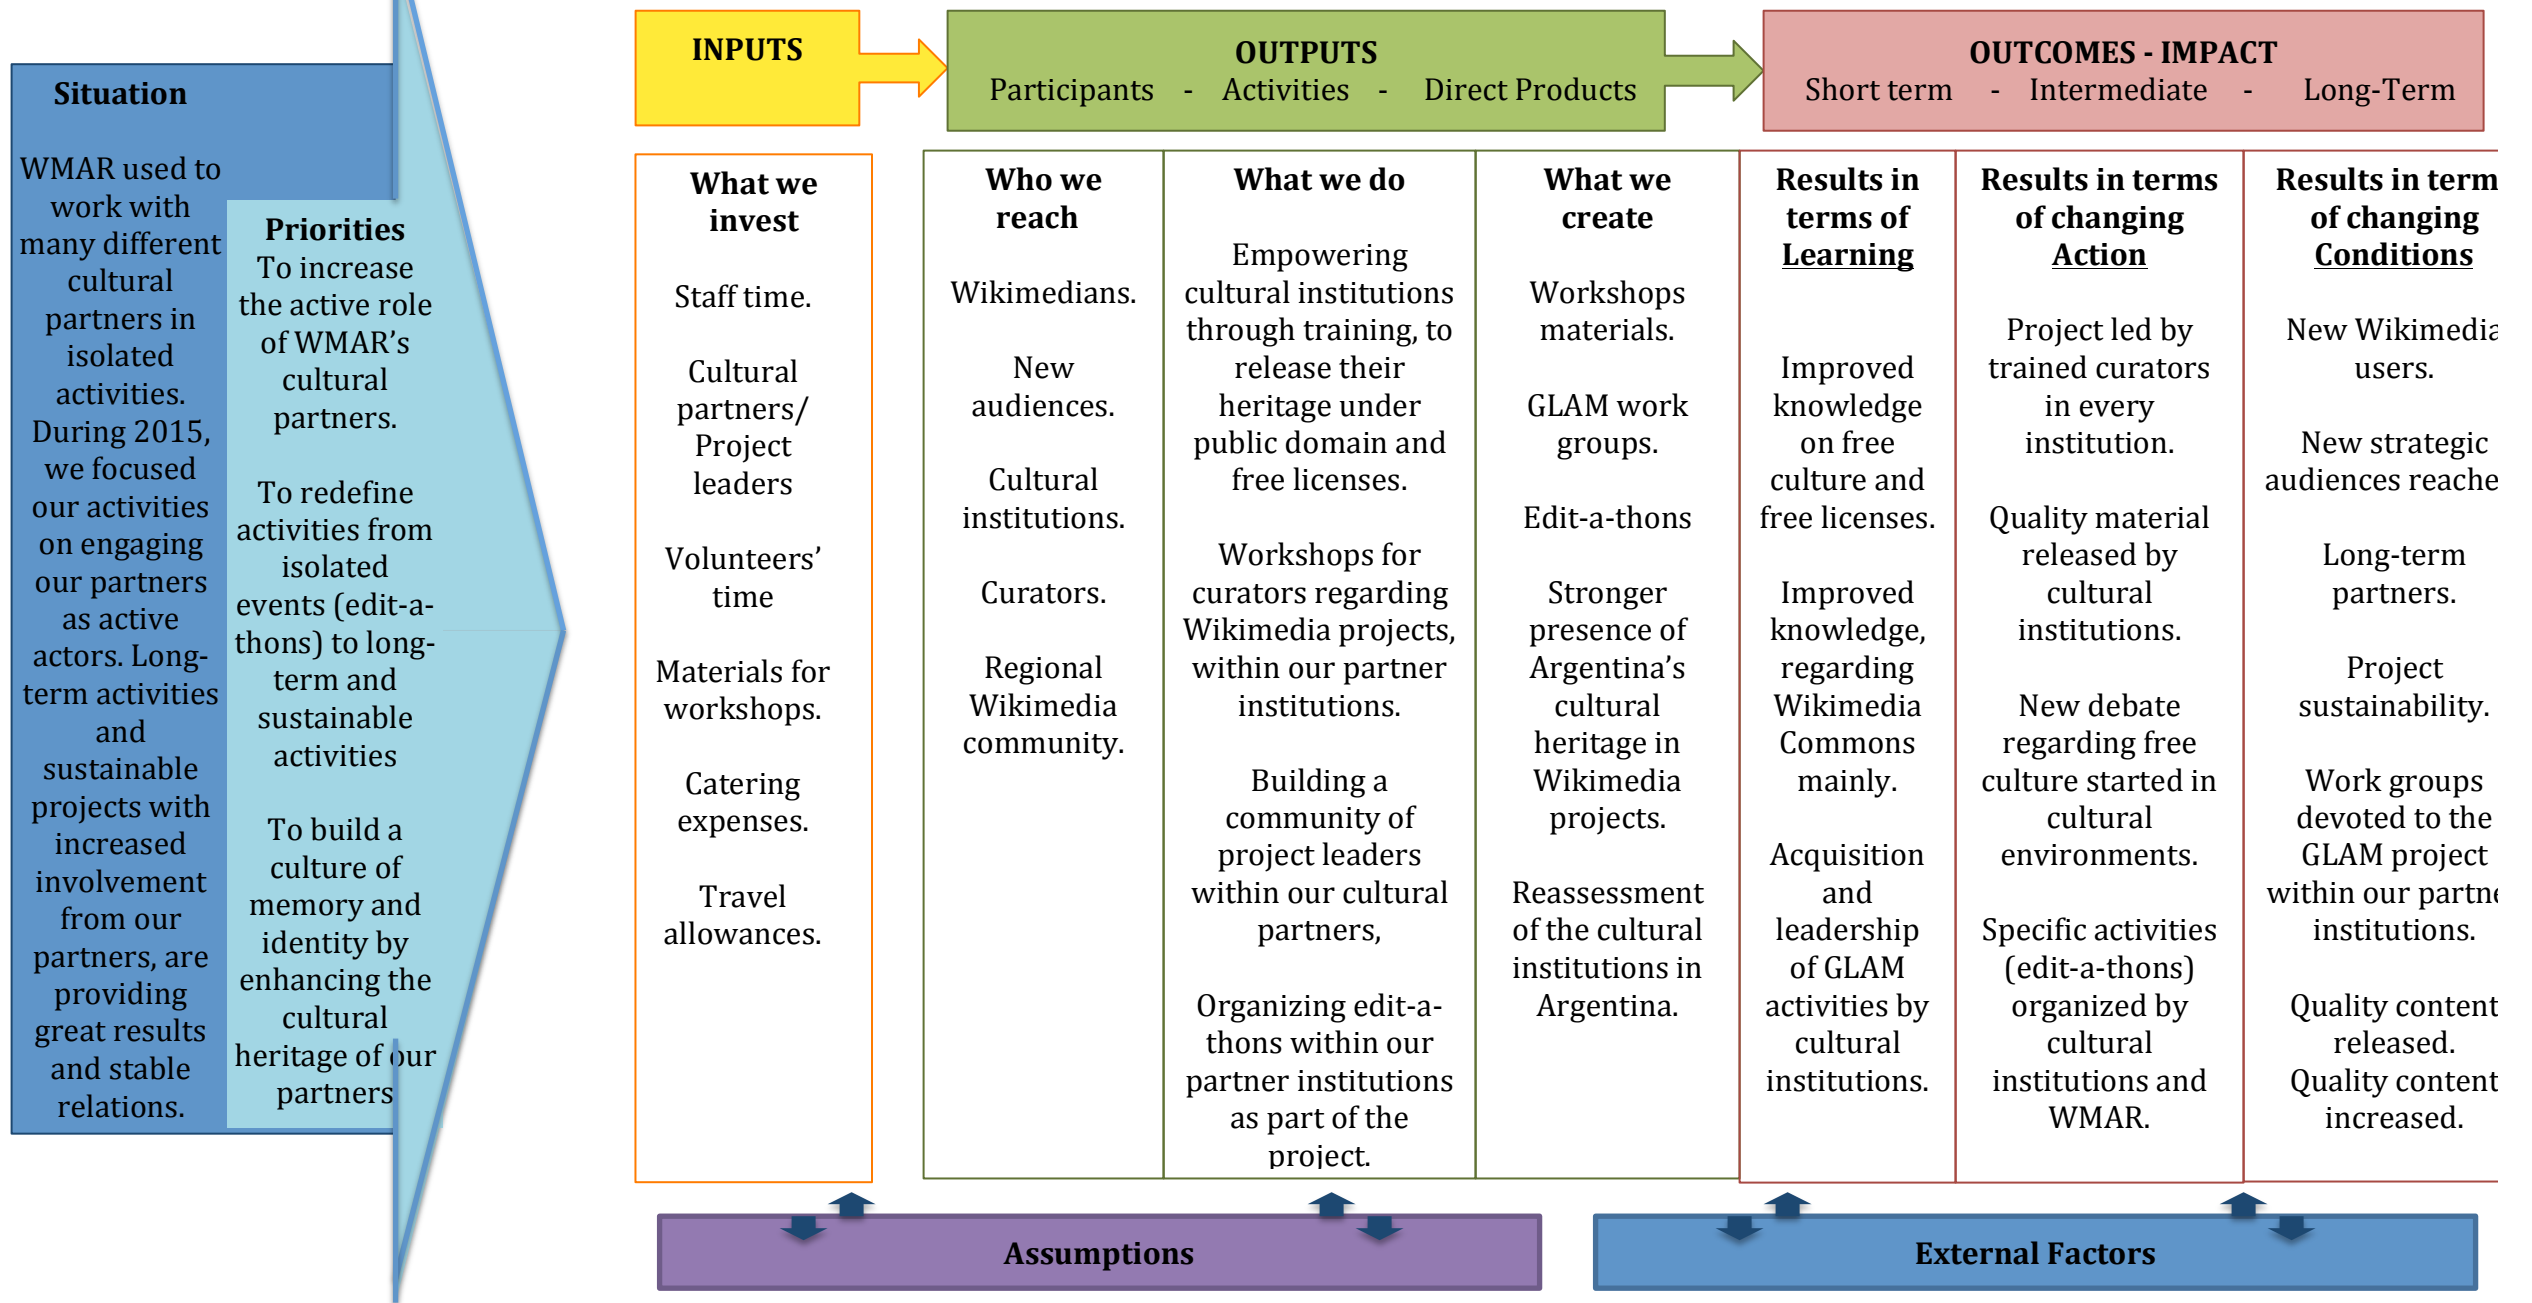 Situation
WMAR used to
work with
many different
cultural
partners in
isolated
activities.
During 2015,
we focused
our activities
on engaging
our partners
as active
actors. Long-
term activities
and
sustainable
projects with
increased
involvement
from our
partners, are
providing
great results
and stable
relations.
Priorities
To increase
the active role
of WMAR’s
cultural
partners.
To redefine
activities from
isolated
events (edit-a-
thons) to long-
term and
sustainable
activities
To build a
culture of
memory and
identity by
enhancing the
cultural
heritage of our
partners
INPUTS
OUTPUTS
Participants - Activities - Direct Products
OUTCOMES - IMPACT
Short term - Intermediate - Long-Term
What we
invest
Staff time.
Cultural
partners/
Project
leaders
Volunteers’
time
Materials for
workshops.
Catering
expenses.
Travel
allowances.
Who we
reach
Wikimedians.
New
audiences.
Cultural
institutions.
Curators.
Regional
Wikimedia
community.
What we do
Empowering
cultural institutions
through training, to
release their
heritage under
public domain and
free licenses.
Workshops for
curators regarding
Wikimedia projects,
within our partner
institutions.
Building a
community of
project leaders
within our cultural
partners,
Organizing edit-a-
thons within our
partner institutions
as part of the
project.
What we
create
Workshops
materials.
GLAM work
groups.
Edit-a-thons
Stronger
presence of
Argentina’s
cultural
heritage in
Wikimedia
projects.
Reassessment
of the cultural
institutions in
Argentina.
Results in
terms of
Learning
Improved
knowledge
on free
culture and
free licenses.
Improved
knowledge,
regarding
Wikimedia
Commons
mainly.
Acquisition
and
leadership
of GLAM
activities by
cultural
institutions.
Results in terms
of changing
Action
Project led by
trained curators
in every
institution.
Quality material
released by
cultural
institutions.
New debate
regarding free
culture started in
cultural
environments.
Specific activities
(edit-a-thons)
organized by
cultural
institutions and
WMAR.
Results in term
of changing
Conditions
New Wikimedia
users.
New strategic
audiences reache
Long-term
partners.
Project
sustainability.
Work groups
devoted to the
GLAM project
within our partne
institutions.
Quality content
released.
Quality content
increased.
Assumptions
External Factors